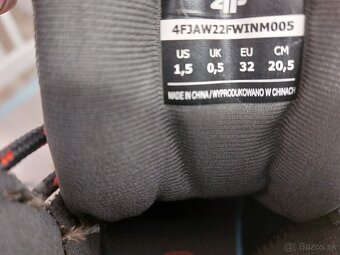 4F
4FJAW22FWINM005
US UK EU CM
1,5 0,5 32 20,5
MADE IN CHINA / WYPRODUKOWANO W CHINACH
Bazos.sk